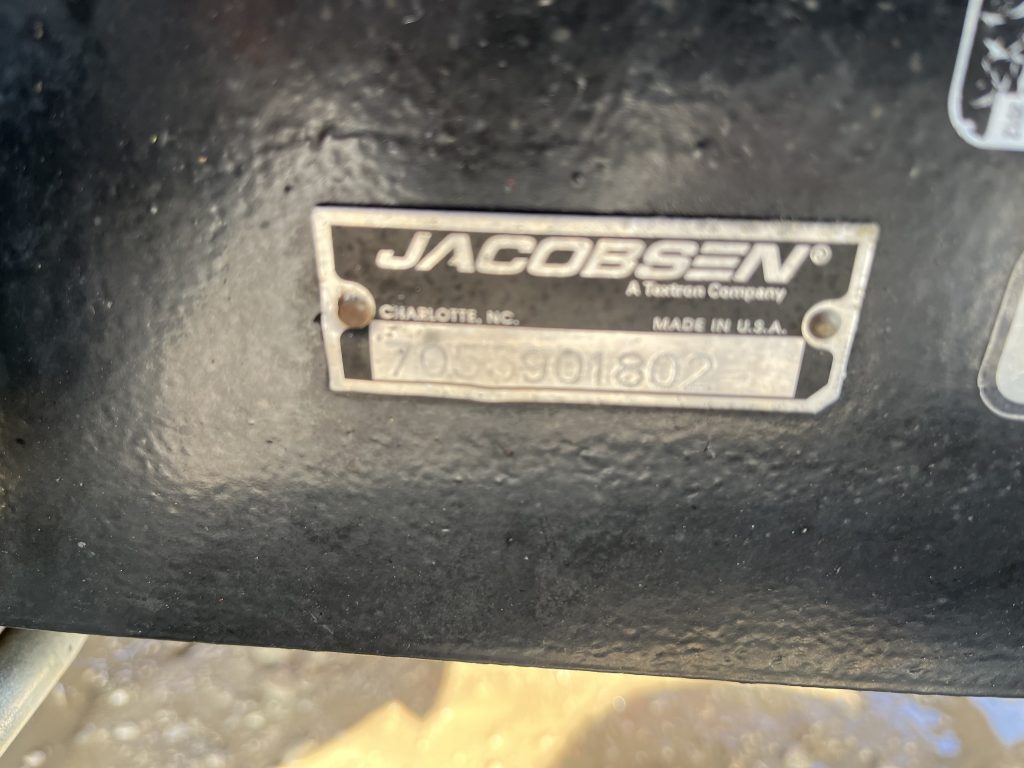 JACOBSEN®
A Textron Company
CHARLOTTE, NC. MADE IN U.S.A.
7053901802